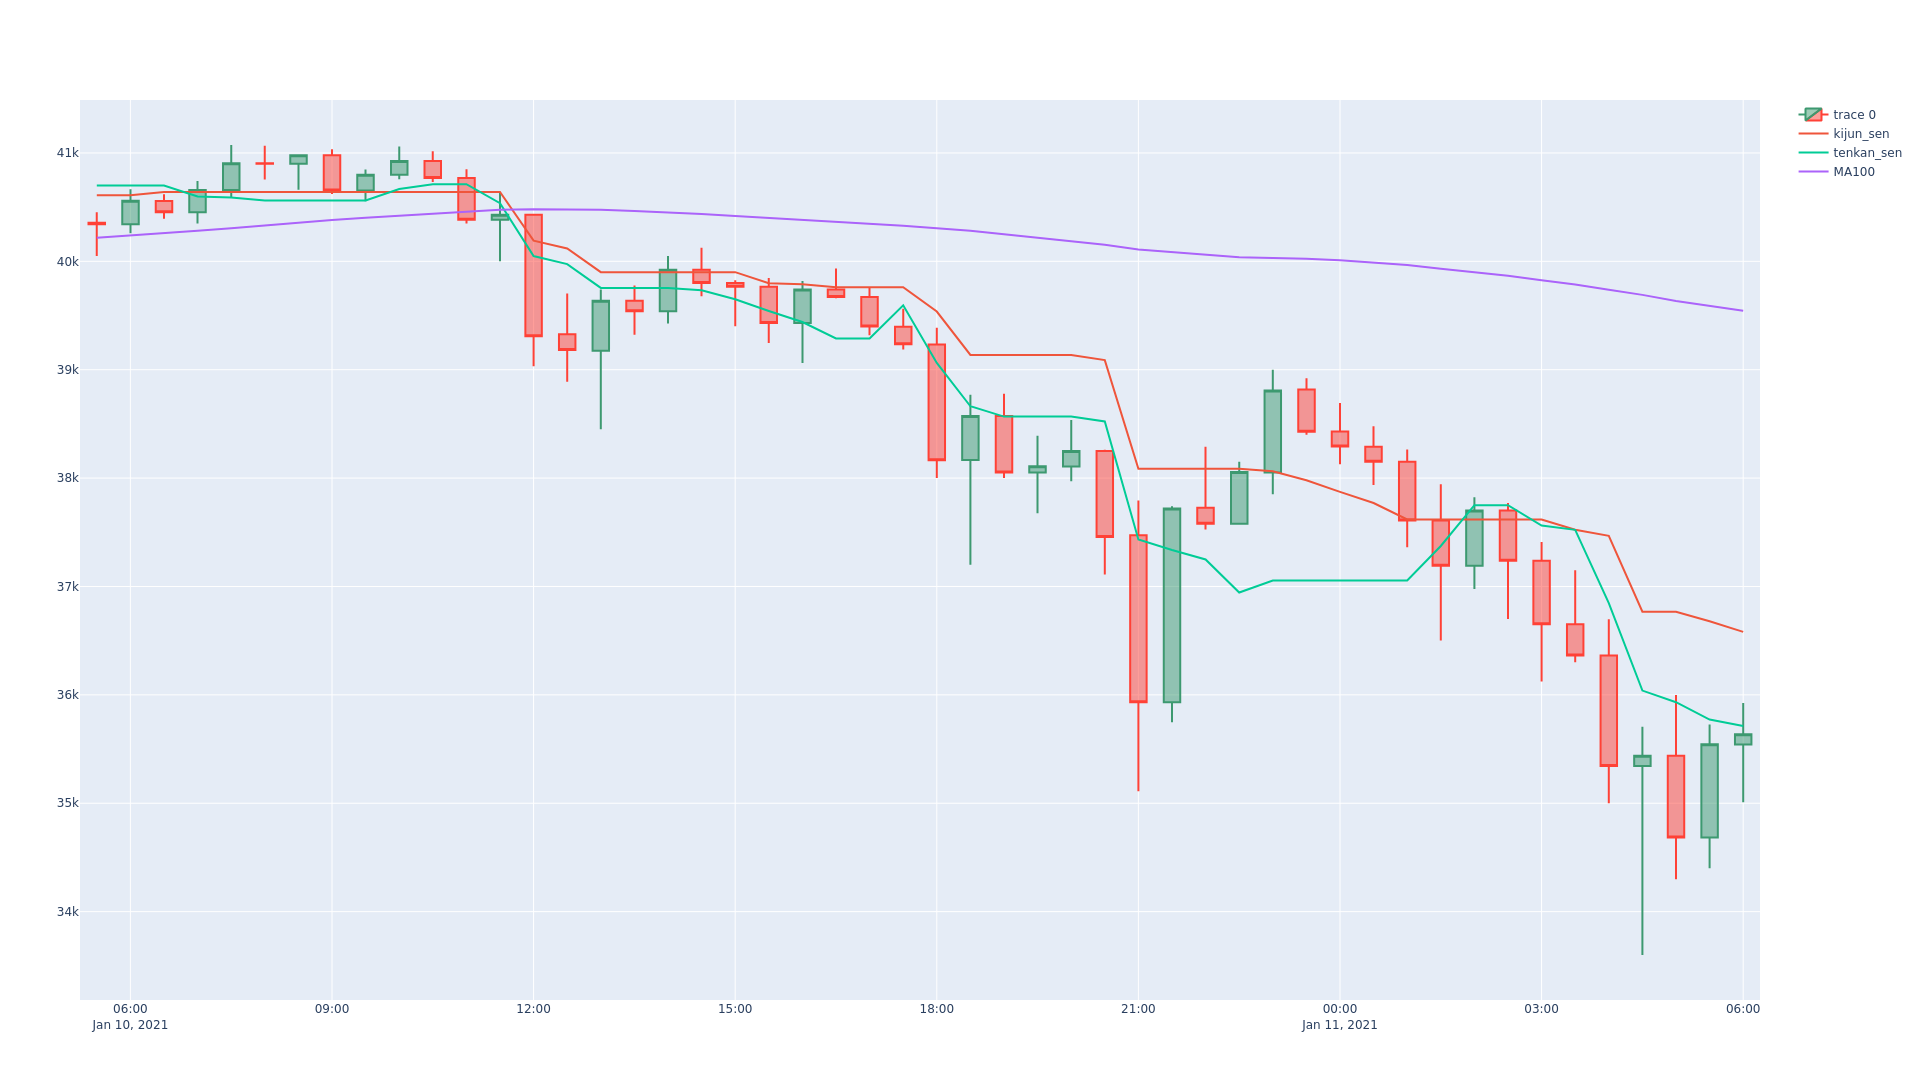 trace 0
kijun_sen
tenkan_sen
MA100
41k
40k
39k
38k
37k
36k
35k
34k
06:00 09:00 12:00 15:00 18:00 21:00 00:00 03:00 06:00
Jan 10, 2021 Jan 11, 2021